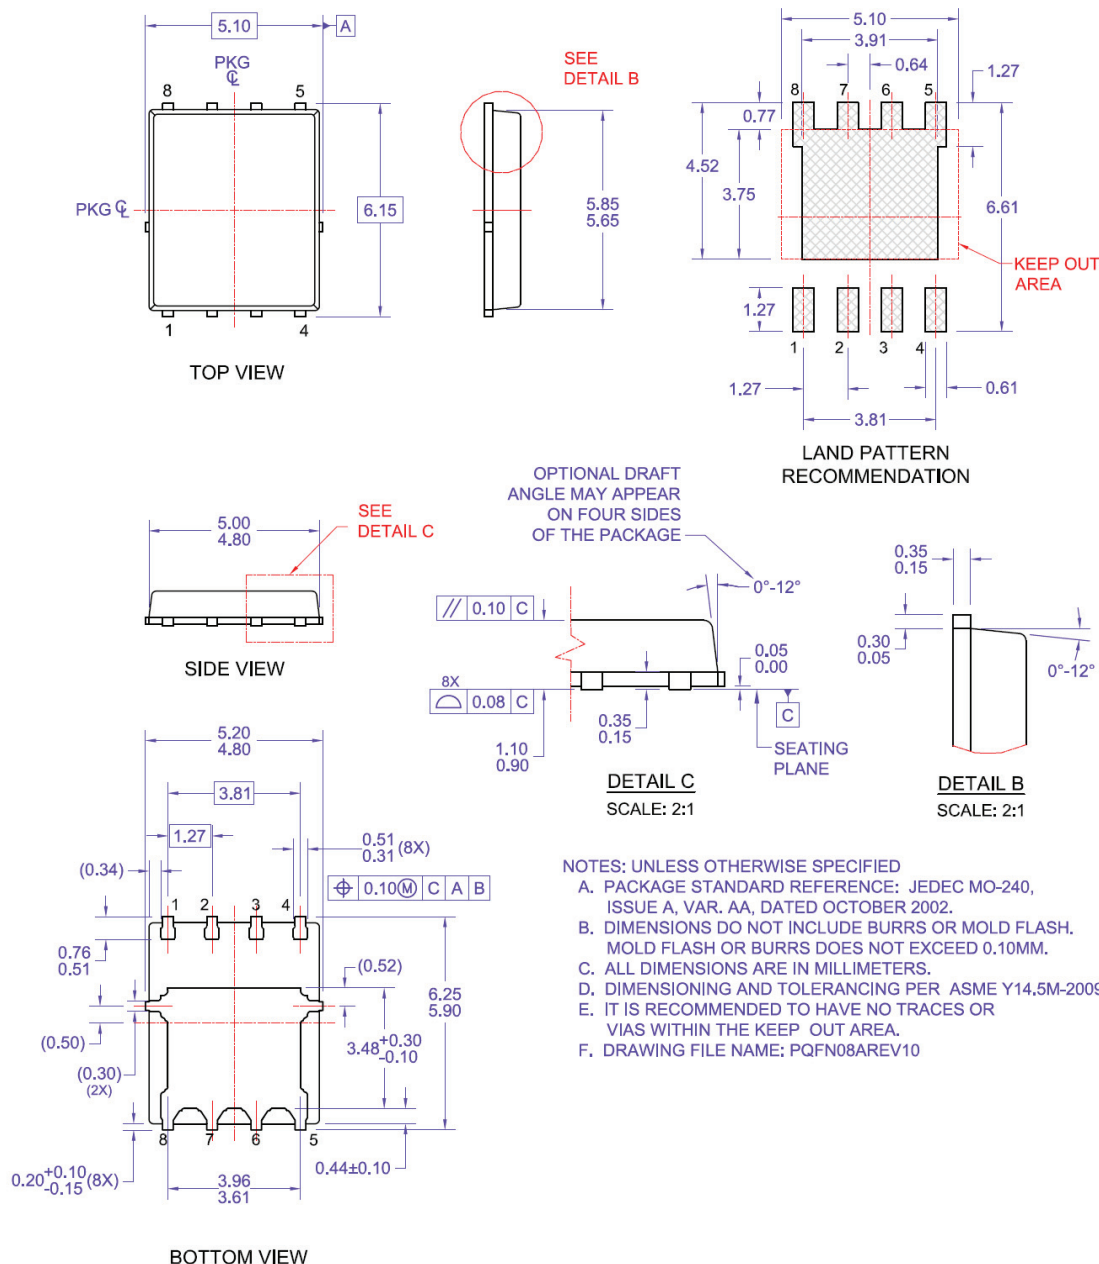 5.10
A
PKG
℄
8
5
PKG ℄
6.15
1
4
TOP VIEW
SEE
DETAIL B
5.85
5.65
5.10
3.91
0.64
1.27
8
7
6
5
0.77
4.52
3.75
6.61
KEEP OUT
AREA
1.27
1
2
3
4
1.27
0.61
3.81
LAND PATTERN
RECOMMENDATION
5.00
4.80
SEE
DETAIL C
SIDE VIEW
OPTIONAL DRAFT
ANGLE MAY APPEAR
ON FOUR SIDES
OF THE PACKAGE
0°-12°
// 0.10 C
0.05
0.00
8X
⌓ 0.08 C
C
0.35
0.15
1.10
0.90
SEATING
PLANE
DETAIL C
SCALE: 2:1
0.35
0.15
0.30
0.05
0°-12°
DETAIL B
SCALE: 2:1
5.20
4.80
3.81
1.27
0.51
0.31 (8X)
(0.34)
⌖ 0.10Ⓜ C A B
1
2
3
4
0.76
0.51
(0.52)
6.25
5.90
(0.50)
3.48 +0.30
-0.10
(0.30)
(2X)
8
7
6
5
0.20 +0.10
-0.15 (8X)
0.44±0.10
3.96
3.61
BOTTOM VIEW
NOTES: UNLESS OTHERWISE SPECIFIED
A. PACKAGE STANDARD REFERENCE: JEDEC MO-240,
ISSUE A, VAR. AA, DATED OCTOBER 2002.
B. DIMENSIONS DO NOT INCLUDE BURRS OR MOLD FLASH.
MOLD FLASH OR BURRS DOES NOT EXCEED 0.10MM.
C. ALL DIMENSIONS ARE IN MILLIMETERS.
D. DIMENSIONING AND TOLERANCING PER ASME Y14.5M-2009
E. IT IS RECOMMENDED TO HAVE NO TRACES OR
VIAS WITHIN THE KEEP OUT AREA.
F. DRAWING FILE NAME: PQFN08AREV10